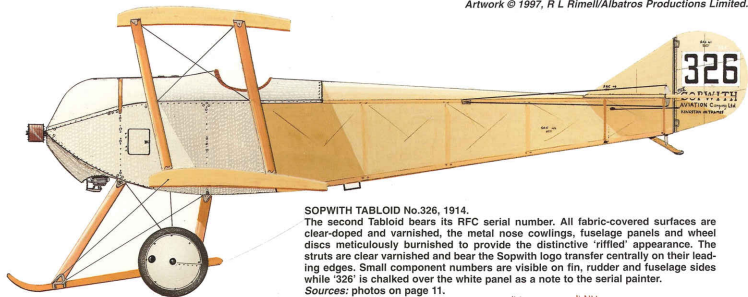 Artwork © 1997, R L Rimell/Albatros Productions Limited.
326
SOPWITH
AVIATION Company Ltd.
KINGSTON
SOPWITH TABLOID No.326, 1914.
The second Tabloid bears its RFC serial number. All fabric-covered surfaces are
clear-doped and varnished, the metal nose cowlings, fuselage panels and wheel
discs meticulously burnished to provide the distinctive 'riffled' appearance. The
struts are clear varnished and bear the Sopwith logo transfer centrally on their lead-
ing edges. Small component numbers are visible on fin, rudder and fuselage sides
while '326' is chalked over the white panel as a note to the serial painter.
Sources: photos on page 11.